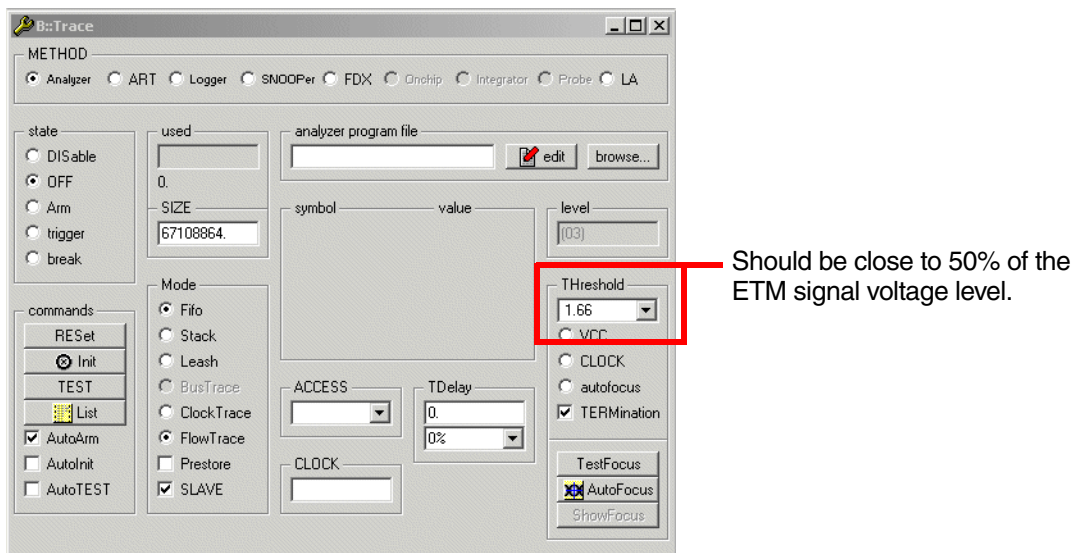 B::Trace
METHOD
Analyzer ART Logger SNOOPer FDX Onchip Integrator Probe LA
state
DISable
OFF
Arm
trigger
break
used
0.
SIZE
67108864.
analyzer program file
edit browse...
symbol value
level
(03)
commands
RESet
Init
TEST
List
AutoArm
AutoInit
AutoTEST
Mode
Fifo
Stack
Leash
BusTrace
ClockTrace
FlowTrace
Prestore
SLAVE
ACCESS
CLOCK
TDelay
0.
0%
THreshold
1.66
VCC
CLOCK
autofocus
TERMination
TestFocus
AutoFocus
ShowFocus
Should be close to 50% of the
ETM signal voltage level.